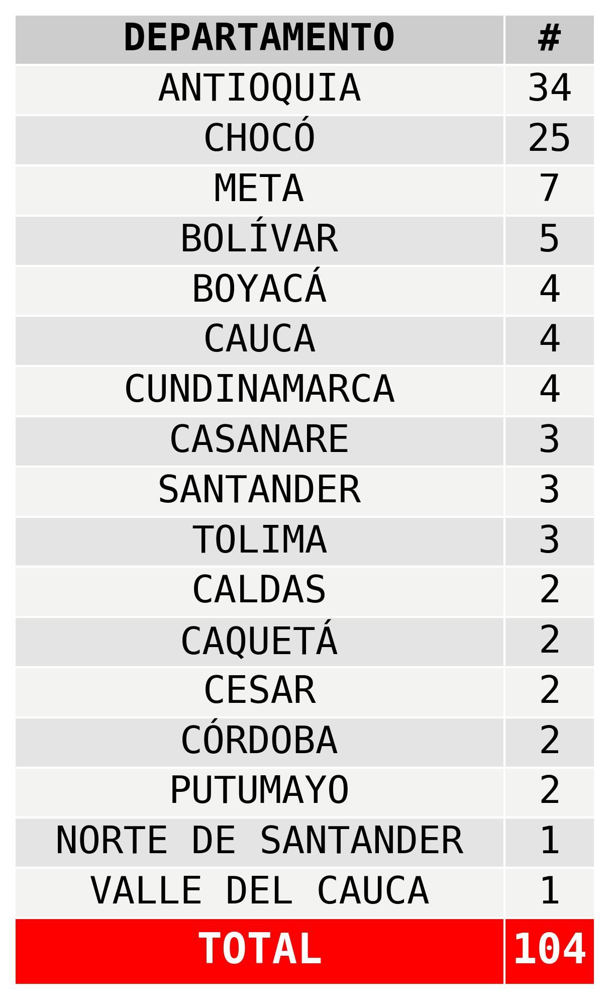 DEPARTAMENTO #
ANTIOQUIA 34
CHOCÓ 25
META 7
BOLÍVAR 5
BOYACÁ 4
CAUCA 4
CUNDINAMARCA 4
CASANARE 3
SANTANDER 3
TOLIMA 3
CALDAS 2
CAQUETÁ 2
CESAR 2
CÓRDOBA 2
PUTUMAYO 2
NORTE DE SANTANDER 1
VALLE DEL CAUCA 1
TOTAL 104